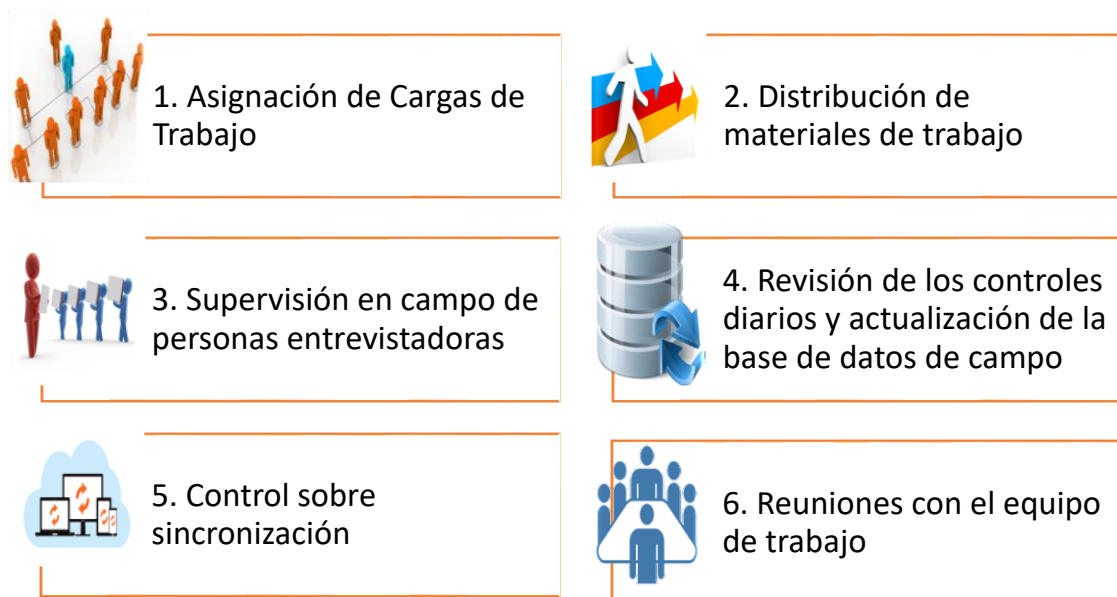 1. Asignación de Cargas de
Trabajo
2. Distribución de
materiales de trabajo
3. Supervisión en campo de
personas entrevistadoras
4. Revisión de los controles
diarios y actualización de la
base de datos de campo
5. Control sobre
sincronización
6. Reuniones con el equipo
de trabajo